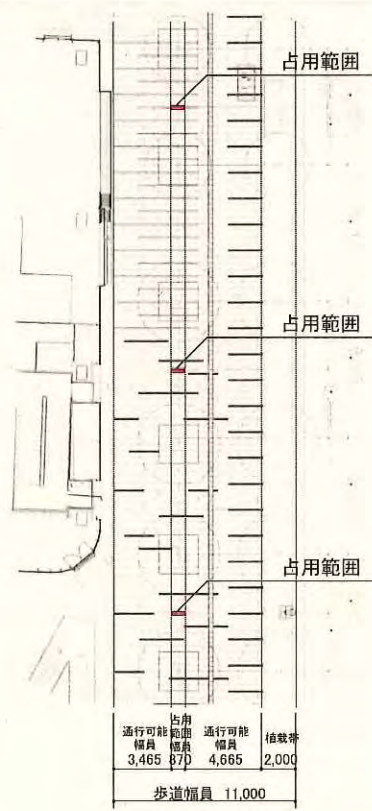 占用範囲
占用範囲
占用範囲
通行可能
幅員
3,465
占用
範囲
幅員
870
通行可能
幅員
4,665
植栽帯
2,000
歩道幅員 11,000